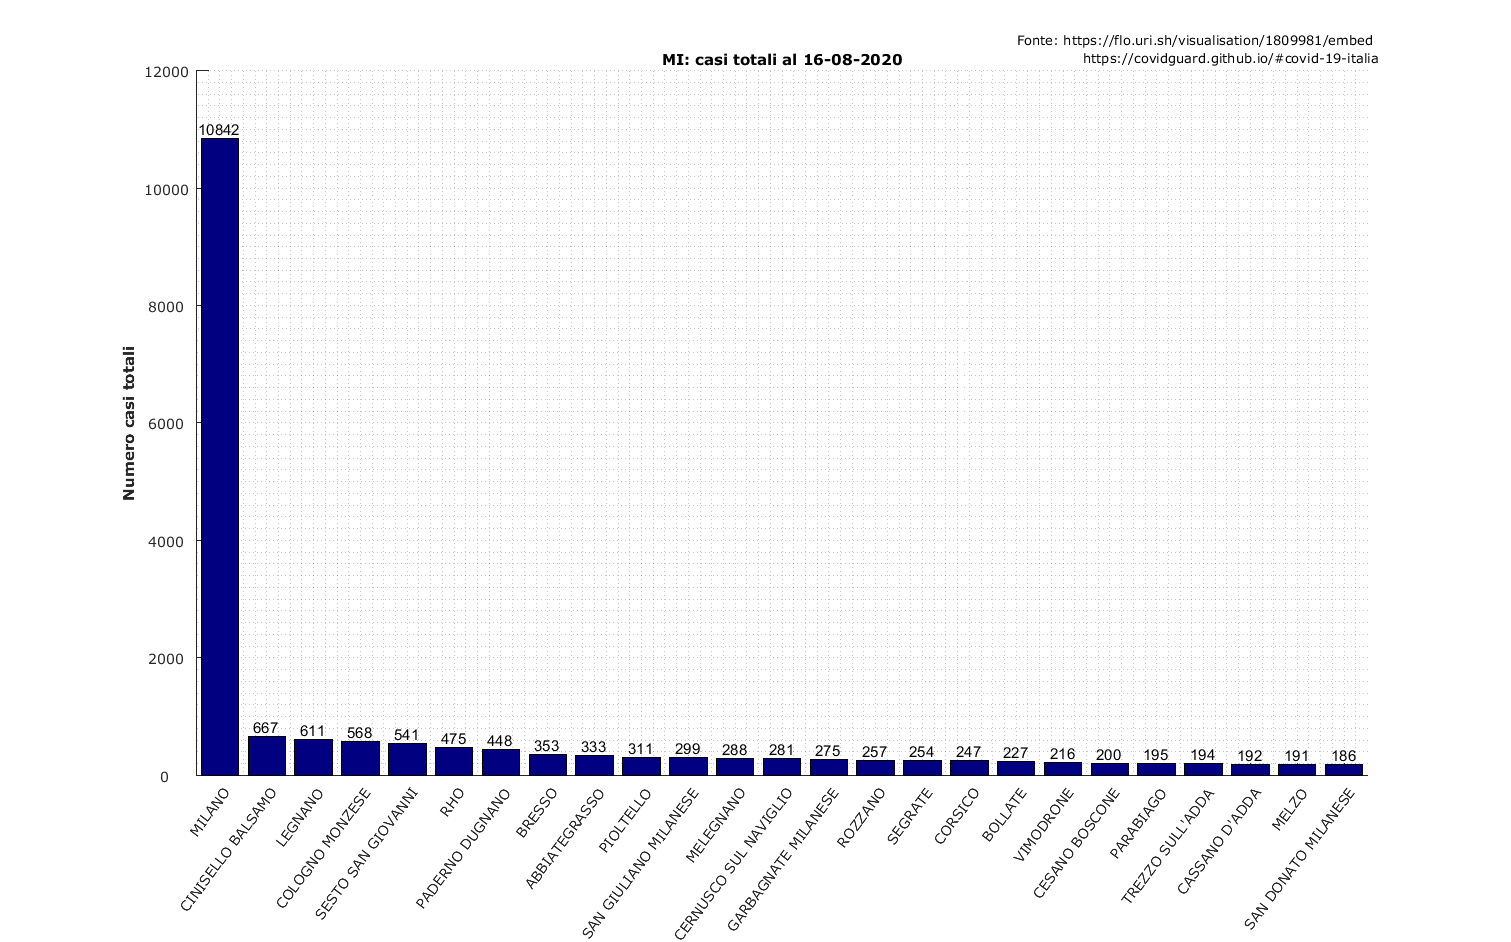 Fonte: https://flo.uri.sh/visualisation/1809981/embed
https://covidguard.github.io/#covid-19-italia
MI: casi totali al 16-08-2020
Numero casi totali
12000
10000
8000
6000
4000
2000
0
10842
667
611
568
541
475
448
353
333
311
299
288
281
275
257
254
247
227
216
200
195
194
192
191
186
MILANO
CINISELLO BALSAMO
LEGNANO
COLOGNO MONZESE
SESTO SAN GIOVANNI
RHO
PADERNO DUGNANO
BRESSO
ABBIATEGRASSO
PIOLTELLO
SAN GIULIANO MILANESE
MELEGNANO
CERNUSCO SUL NAVIGLIO
GARBAGNATE MILANESE
ROZZANO
SEGRATE
CORSICO
BOLLATE
VIMODRONE
CESANO BOSCONE
PARABIAGO
TREZZO SULL'ADDA
CASSANO D'ADDA
MELZO
SAN DONATO MILANESE